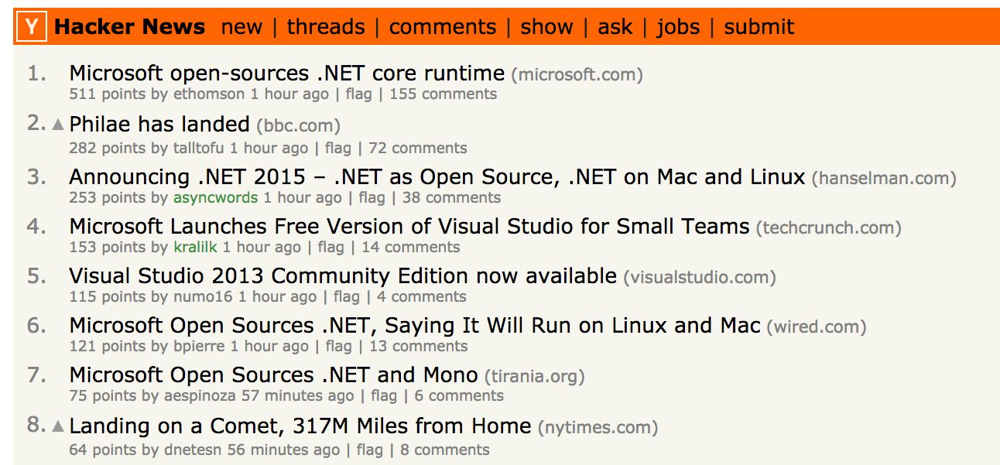 Y Hacker News new | threads | comments | show | ask | jobs | submit
1. Microsoft open-sources .NET core runtime (microsoft.com)
511 points by ethomson 1 hour ago | flag | 155 comments
2. ▲ Philae has landed (bbc.com)
282 points by talltofu 1 hour ago | flag | 72 comments
3. Announcing .NET 2015 – .NET as Open Source, .NET on Mac and Linux (hanselman.com)
253 points by asyncwords 1 hour ago | flag | 38 comments
4. Microsoft Launches Free Version of Visual Studio for Small Teams (techcrunch.com)
153 points by kralilk 1 hour ago | flag | 14 comments
5. Visual Studio 2013 Community Edition now available (visualstudio.com)
115 points by numo16 1 hour ago | flag | 4 comments
6. Microsoft Open Sources .NET, Saying It Will Run on Linux and Mac (wired.com)
121 points by bpierre 1 hour ago | flag | 13 comments
7. Microsoft Open Sources .NET and Mono (tirania.org)
75 points by aespinoza 57 minutes ago | flag | 6 comments
8. ▲ Landing on a Comet, 317M Miles from Home (nytimes.com)
64 points by dnetesn 56 minutes ago | flag | 8 comments